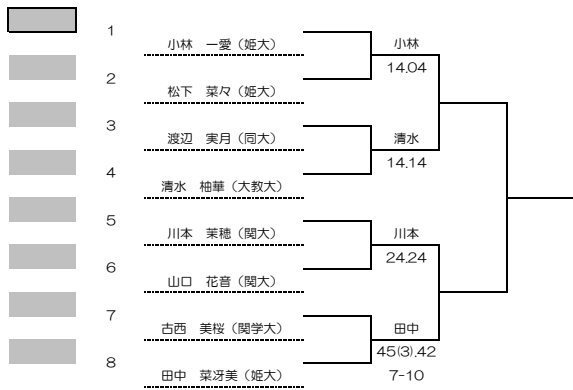 1
小林　一愛（姫大）
小林
14.04
2
松下　菜々（姫大）
3
渡辺　実月（同大）
清水
14.14
4
清水　柚華（大教大）
5
川本　茉穂（関大）
川本
24.24
6
山口　花音（関大）
7
古西　美桜（関学大）
田中
45(3).42
7-10
8
田中　菜冴美（姫大）